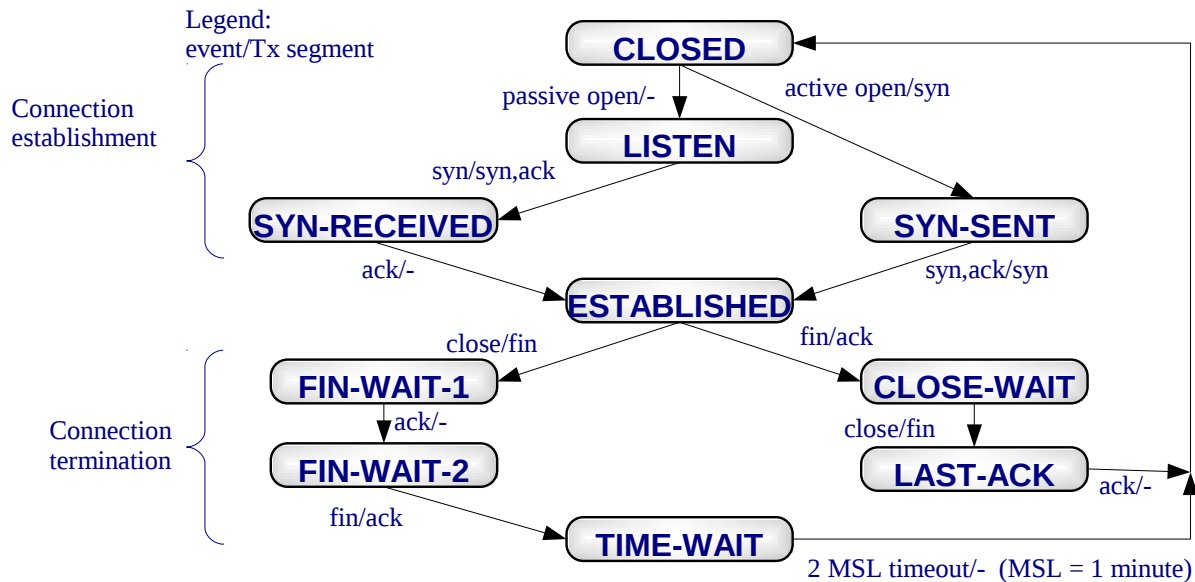 Legend:
event/Tx segment
CLOSED
Connection
establishment
passive open/-
active open/syn
LISTEN
syn/syn,ack
SYN-RECEIVED
SYN-SENT
ack/-
syn,ack/syn
ESTABLISHED
close/fin
fin/ack
FIN-WAIT-1
CLOSE-WAIT
ack/-
close/fin
Connection
termination
FIN-WAIT-2
LAST-ACK
ack/-
fin/ack
TIME-WAIT
2 MSL timeout/- (MSL = 1 minute)